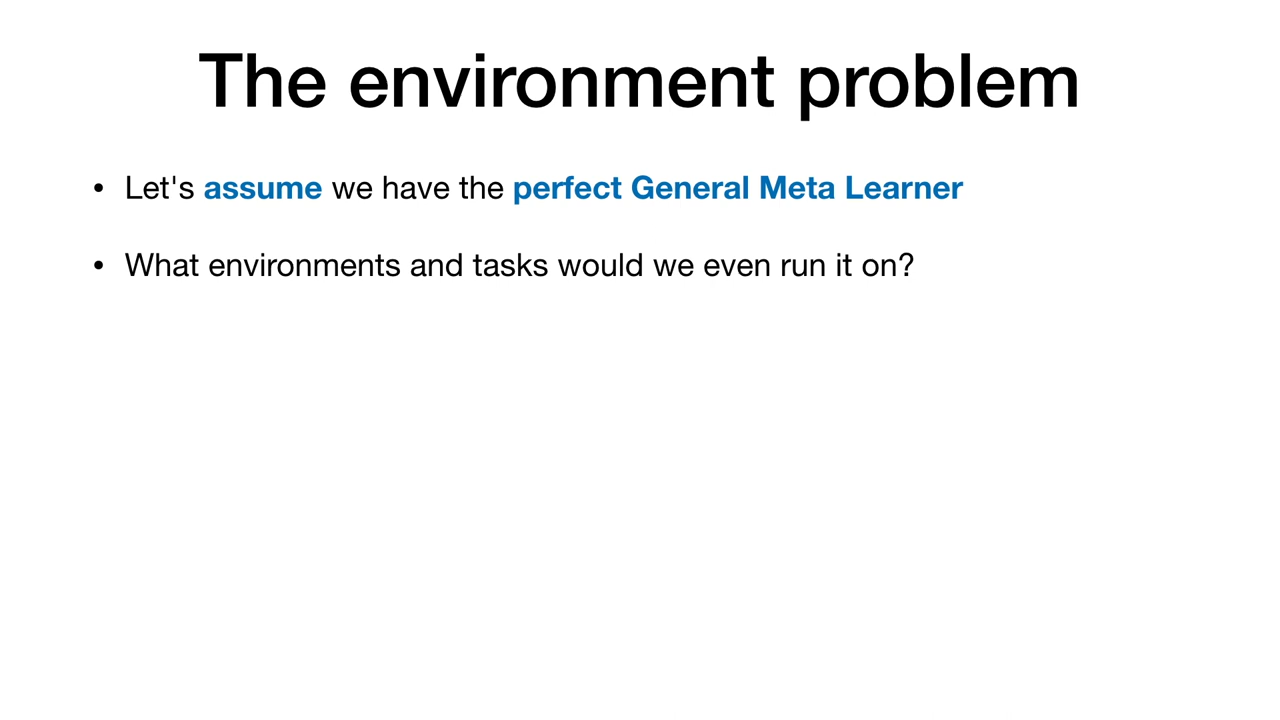 The environment problem
• Let's assume we have the perfect General Meta Learner
• What environments and tasks would we even run it on?